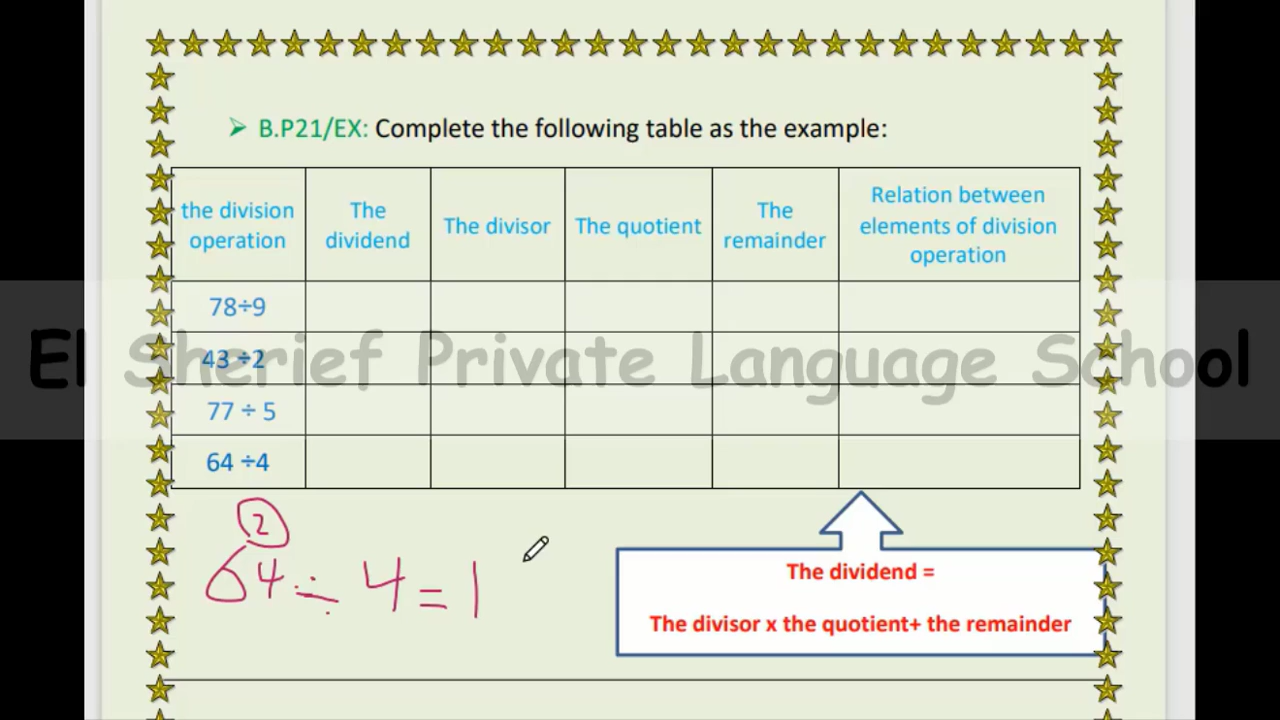 ➢ B.P21/EX: Complete the following table as the example:
the division operation | The dividend | The divisor | The quotient | The remainder | Relation between elements of division operation
78÷9
43 ÷2
77 ÷ 5
64 ÷4
El Sherief Private Language School
2
64 ÷ 4 = 1
The dividend =
The divisor x the quotient+ the remainder